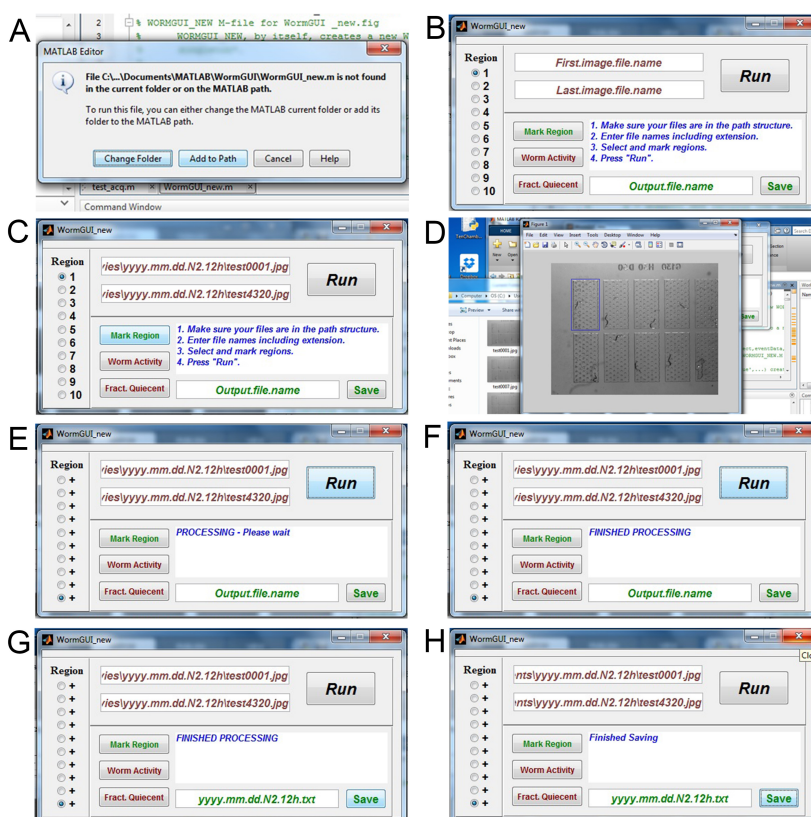 A
2 % WORMGUI_NEW M-file for WormGUI _new.fig
3 % WORMGUI NEW, by itself, creates a new W
MATLAB Editor
File C:\...\Documents\MATLAB\WormGUI\WormGUI_new.m is not found
in the current folder or on the MATLAB path.
To run this file, you can either change the MATLAB current folder or add its
folder to the MATLAB path.
Change Folder Add to Path Cancel Help
test_acq.m × WormGUI_new.m ×
Command Window
B
WormGUI_new
Region
1
2
3
4
5
6
7
8
9
10
First.image.file.name
Last.image.file.name
Run
Mark Region
Worm Activity
Fract. Quiecent
1. Make sure your files are in the path structure.
2. Enter file names including extension.
3. Select and mark regions.
4. Press "Run".
Output.file.name
Save
C
WormGUI_new
Region
1
2
3
4
5
6
7
8
9
10
ries\yyyy.mm.dd.N2.12h\test0001.jpg
ries\yyyy.mm.dd.N2.12h\test4320.jpg
Run
Mark Region
Worm Activity
Fract. Quiecent
1. Make sure your files are in the path structure.
2. Enter file names including extension.
3. Select and mark regions.
4. Press "Run".
Output.file.name
Save
D
Figure 1
File Edit View Insert Tools Desktop Window Help
HOME
New Open
Computer
Preview
test0001.jpg
test0007.jpg
E
WormGUI_new
Region
+
+
+
+
+
+
+
+
+
+
ries\yyyy.mm.dd.N2.12h\test0001.jpg
ries\yyyy.mm.dd.N2.12h\test4320.jpg
Run
Mark Region
Worm Activity
Fract. Quiecent
PROCESSING - Please wait
Output.file.name
Save
F
WormGUI_new
Region
+
+
+
+
+
+
+
+
+
+
ries\yyyy.mm.dd.N2.12h\test0001.jpg
ries\yyyy.mm.dd.N2.12h\test4320.jpg
Run
Mark Region
Worm Activity
Fract. Quiecent
FINISHED PROCESSING
Output.file.name
Save
G
WormGUI_new
Region
+
+
+
+
+
+
+
+
+
+
ries\yyyy.mm.dd.N2.12h\test0001.jpg
ries\yyyy.mm.dd.N2.12h\test4320.jpg
Run
Mark Region
Worm Activity
Fract. Quiecent
FINISHED PROCESSING
yyyy.mm.dd.N2.12h.txt
Save
H
WormGUI_new
Clo
Region
+
+
+
+
+
+
+
+
+
+
nts\yyyy.mm.dd.N2.12h\test0001.jpg
nts\yyyy.mm.dd.N2.12h\test4320.jpg
Run
Mark Region
Worm Activity
Fract. Quiecent
Finished Saving
yyyy.mm.dd.N2.12h.txt
Save